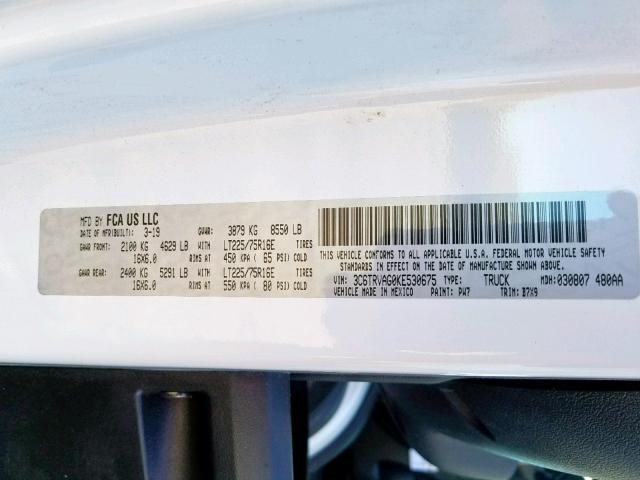 MFD BY FCA US LLC
DATE OF MFR(BUILT): 3-19 GVWR: 3879 KG 8550 LB
GAWR FRONT: 2100 KG 4629 LB WITH LT225/75R16E TIRES
16X6.0 RIMS AT 450 KPA ( 65 PSI) COLD
GAWR REAR: 2400 KG 5291 LB WITH LT225/75R16E TIRES
16X6.0 RIMS AT 550 KPA ( 80 PSI) COLD
THIS VEHICLE CONFORMS TO ALL APPLICABLE U.S.A. FEDERAL MOTOR VEHICLE SAFETY
STANDARDS IN EFFECT ON THE DATE OF MANUFACTURE SHOWN ABOVE.
VIN: 3C6TRVAG0KE530675 TYPE: TRUCK MDH: 030807 480AA
VEHICLE MADE IN MEXICO PAINT: PW7 TRIM: B7X9